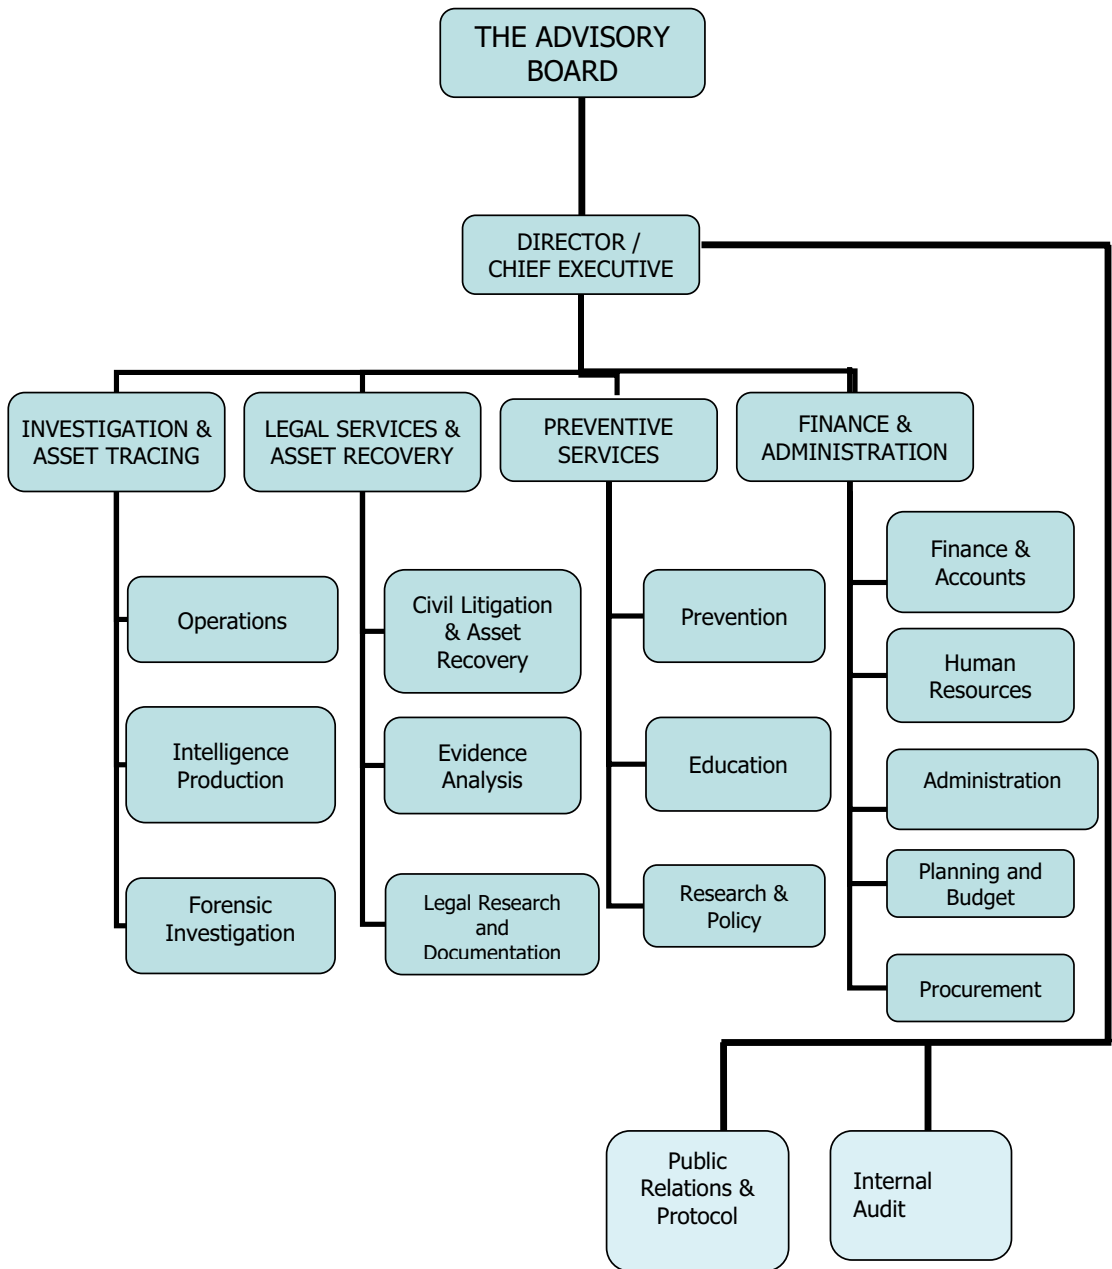 THE ADVISORY
BOARD
DIRECTOR /
CHIEF EXECUTIVE
INVESTIGATION &
ASSET TRACING
LEGAL SERVICES &
ASSET RECOVERY
PREVENTIVE
SERVICES
FINANCE &
ADMINISTRATION
Operations
Intelligence
Production
Forensic
Investigation
Civil Litigation
& Asset
Recovery
Evidence
Analysis
Legal Research
and
Documentation
Prevention
Education
Research &
Policy
Finance &
Accounts
Human
Resources
Administration
Planning and
Budget
Procurement
Public
Relations &
Protocol
Internal
Audit